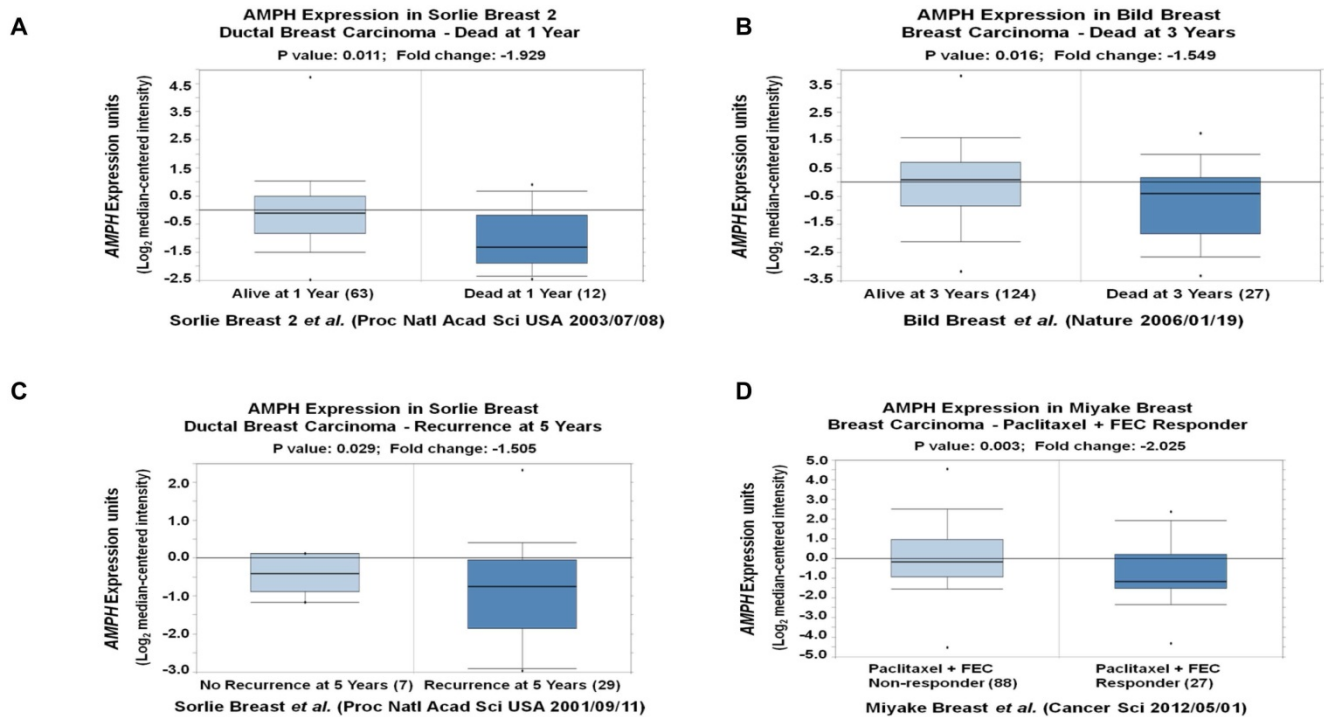 A
AMPH Expression in Sorlie Breast 2
Ductal Breast Carcinoma - Dead at 1 Year
P value: 0.011; Fold change: -1.929
AMPH Expression units
(Log₂ median-centered intensity)
4.5
3.5
2.5
1.5
0.5
-0.5
-1.5
-2.5
Alive at 1 Year (63)
Dead at 1 Year (12)
Sorlie Breast 2 et al. (Proc Natl Acad Sci USA 2003/07/08)
B
AMPH Expression in Bild Breast
Breast Carcinoma - Dead at 3 Years
P value: 0.016; Fold change: -1.549
AMPH Expression units
(Log₂ median-centered intensity)
3.5
2.5
1.5
0.5
-0.5
-1.5
-2.5
-3.5
Alive at 3 Years (124)
Dead at 3 Years (27)
Bild Breast et al. (Nature 2006/01/19)
C
AMPH Expression in Sorlie Breast
Ductal Breast Carcinoma - Recurrence at 5 Years
P value: 0.029; Fold change: -1.505
AMPH Expression units
(Log₂ median-centered intensity)
2.0
1.0
0.0
-1.0
-2.0
-3.0
No Recurrence at 5 Years (7)
Recurrence at 5 Years (29)
Sorlie Breast et al. (Proc Natl Acad Sci USA 2001/09/11)
D
AMPH Expression in Miyake Breast
Breast Carcinoma - Paclitaxel + FEC Responder
P value: 0.003; Fold change: -2.025
AMPH Expression units
(Log₂ median-centered intensity)
5.0
4.0
3.0
2.0
1.0
0.0
-1.0
-2.0
-3.0
-4.0
-5.0
Paclitaxel + FEC
Non-responder (88)
Paclitaxel + FEC
Responder (27)
Miyake Breast et al. (Cancer Sci 2012/05/01)